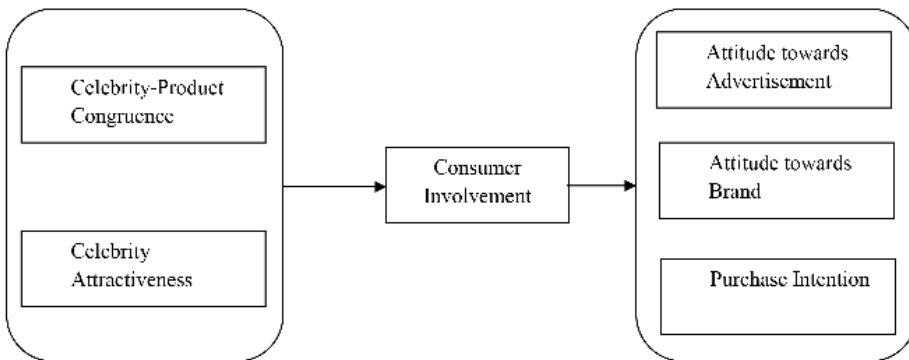 Celebrity-Product
Congruence
Celebrity
Attractiveness
Consumer
Involvement
Attitude towards
Advertisement
Attitude towards
Brand
Purchase Intention